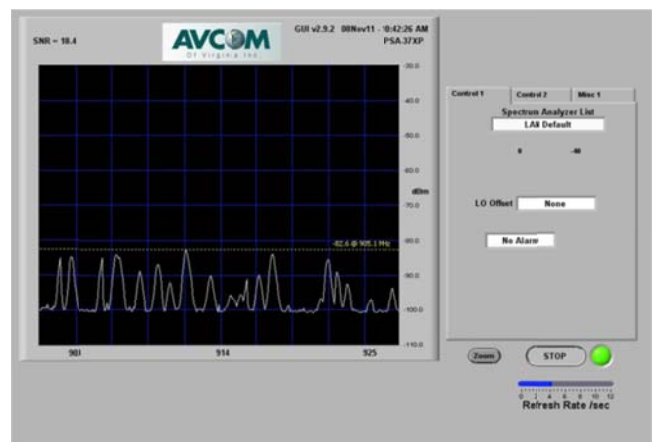 SNR = 18.4
AVCOM
Of Virginia Inc
GUI v2.9.2 08Nov11 - 10:42:26 AM
PSA-37XP
-30.0
-40.0
-60.0
dBm
-70.0
-82.6 @ 905.1 MHz
-80.0
-90.0
-100.0
-110.0
901
914
925
Control 1
Control 2
Misc 1
Spectrum Analyzer List
LAN Default
0
LO Offset
None
No Alarm
Zoom
STOP
0 2 4 6 8 10 12
Refresh Rate /sec